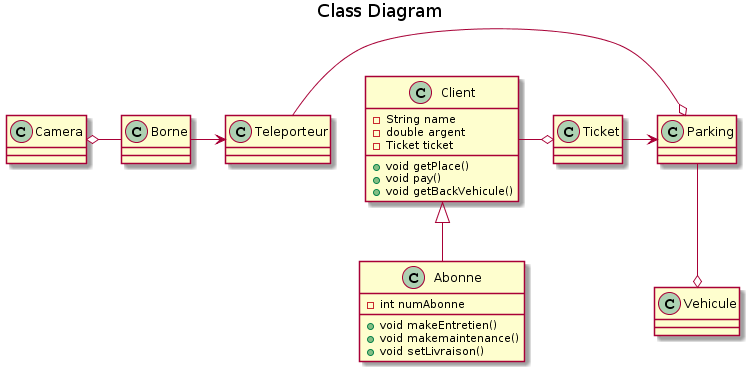 Class Diagram
C Camera
C Borne
C Teleporteur
C Client
String name
double argent
Ticket ticket
void getPlace()
void pay()
void getBackVehicule()
C Ticket
C Parking
C Abonne
int numAbonne
void makeEntretien()
void makemaintenance()
void setLivraison()
C Vehicule